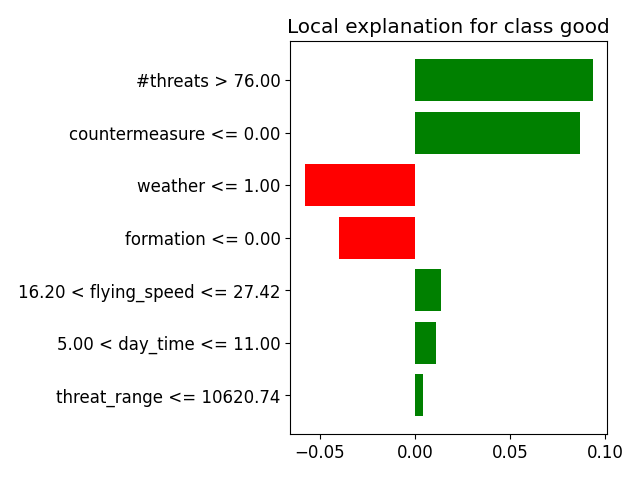 Local explanation for class good
#threats > 76.00
countermeasure <= 0.00
weather <= 1.00
formation <= 0.00
16.20 < flying_speed <= 27.42
5.00 < day_time <= 11.00
threat_range <= 10620.74
−0.05 0.00 0.05 0.10